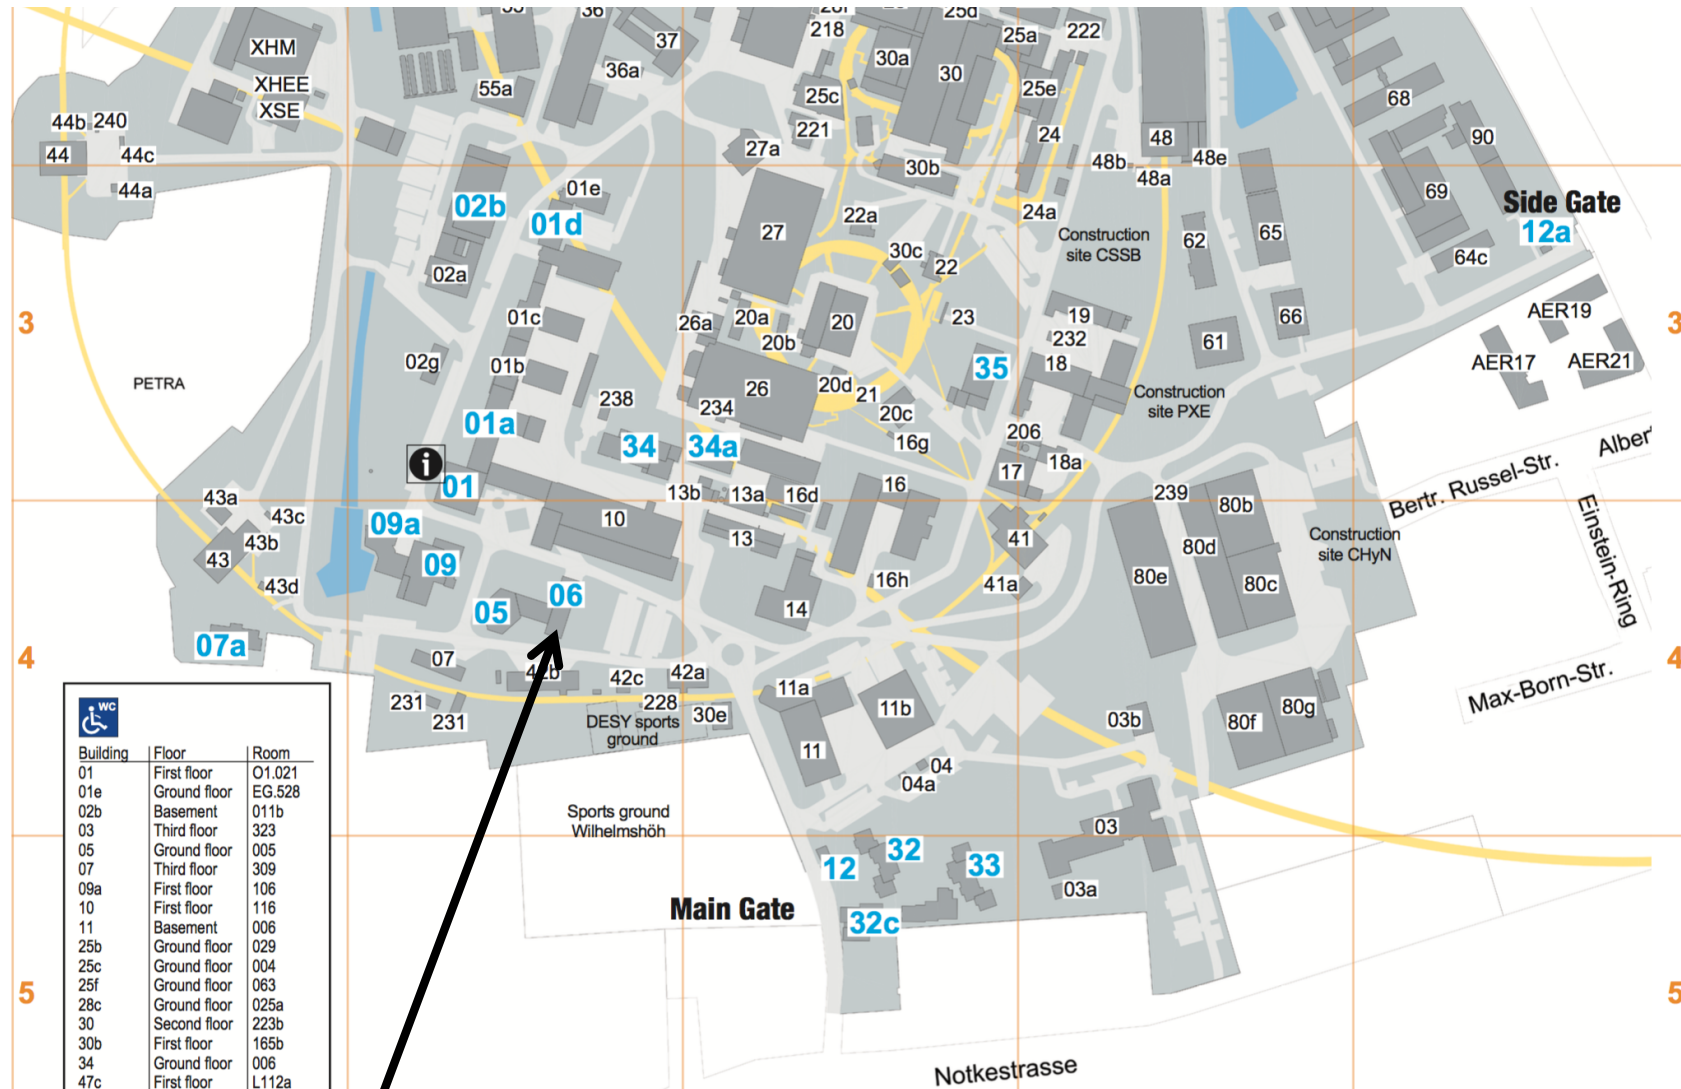 55
36
28f
25d
218
37
25a
222
XHM
30a
30
36a
XHEE
55a
25c
25e
68
XSE
44b
240
221
24
48
90
27a
44
44c
48b
48e
30b
48a
44a
01e
69
02b
22a
24a
Side Gate
01d
27
Construction
site CSSB
62
65
12a
30c
64c
02a
22
AER19
3
01c
26a
20a
20
23
19
66
3
20b
232
61
02g
01b
35
18
AER17
AER21
PETRA
26
20d
21
Construction
site PXE
238
234
20c
01a
34
34a
16g
206
Alber
i
17
18a
01
13b
13a
16d
16
239
Bertr. Russel-Str.
43a
43c
09a
10
80b
Einstein-Ring
43b
13
41
80d
Construction
site CHyN
43
09
16h
80e
80c
43d
41a
05
06
14
07a
4
07
42b
42c
42a
4
11a
Max-Born-Str.
231
231
228
30e
11b
03b
80f
80g
DESY sports
ground
11
04
04a
WC
Building Floor Room
01 First floor O1.021
01e Ground floor EG.528
02b Basement 011b
03 Third floor 323
05 Ground floor 005
07 Third floor 309
09a First floor 106
10 First floor 116
11 Basement 006
25b Ground floor 029
25c Ground floor 004
25f Ground floor 063
28c Ground floor 025a
30 Second floor 223b
30b First floor 165b
34 Ground floor 006
47c First floor L112a
Sports ground
Wilhelmshöh
03
12
32
33
03a
Main Gate
32c
5
5
Notkestrasse